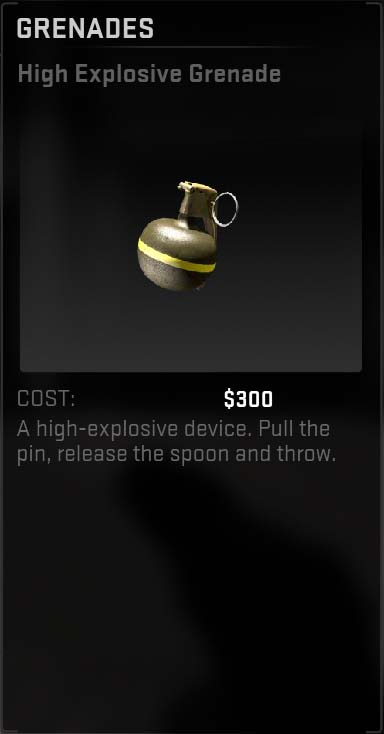 GRENADES
High Explosive Grenade
COST: $300
A high-explosive device. Pull the
pin, release the spoon and throw.